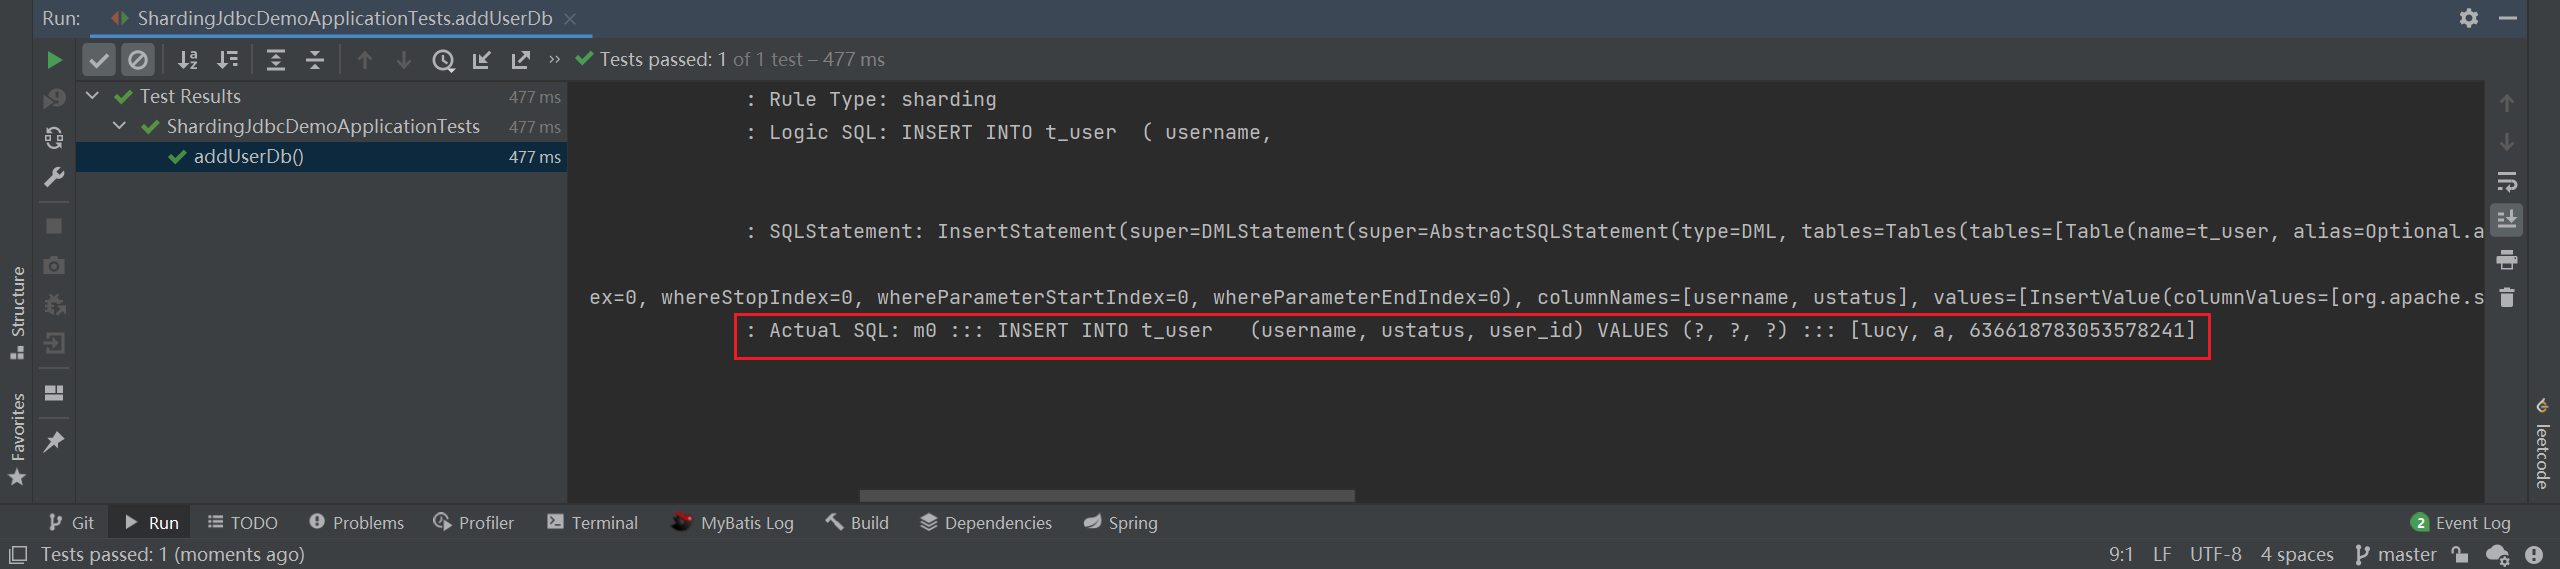 Run: ShardingJdbcDemoApplicationTests.addUserDb
Tests passed: 1 of 1 test – 477 ms
Test Results 477 ms
ShardingJdbcDemoApplicationTests 477 ms
addUserDb() 477 ms
: Rule Type: sharding
: Logic SQL: INSERT INTO t_user  ( username,
: SQLStatement: InsertStatement(super=DMLStatement(super=AbstractSQLStatement(type=DML, tables=Tables(tables=[Table(name=t_user, alias=Optional.a
ex=0, whereStopIndex=0, whereParameterStartIndex=0, whereParameterEndIndex=0), columnNames=[username, ustatus], values=[InsertValue(columnValues=[org.apache.s
: Actual SQL: m0 ::: INSERT INTO t_user   (username, ustatus, user_id) VALUES (?, ?, ?) ::: [lucy, a, 636618783053578241]
Structure
Favorites
leetcode
Git Run TODO Problems Profiler Terminal MyBatis Log Build Dependencies Spring 2 Event Log
Tests passed: 1 (moments ago) 9:1 LF UTF-8 4 spaces master